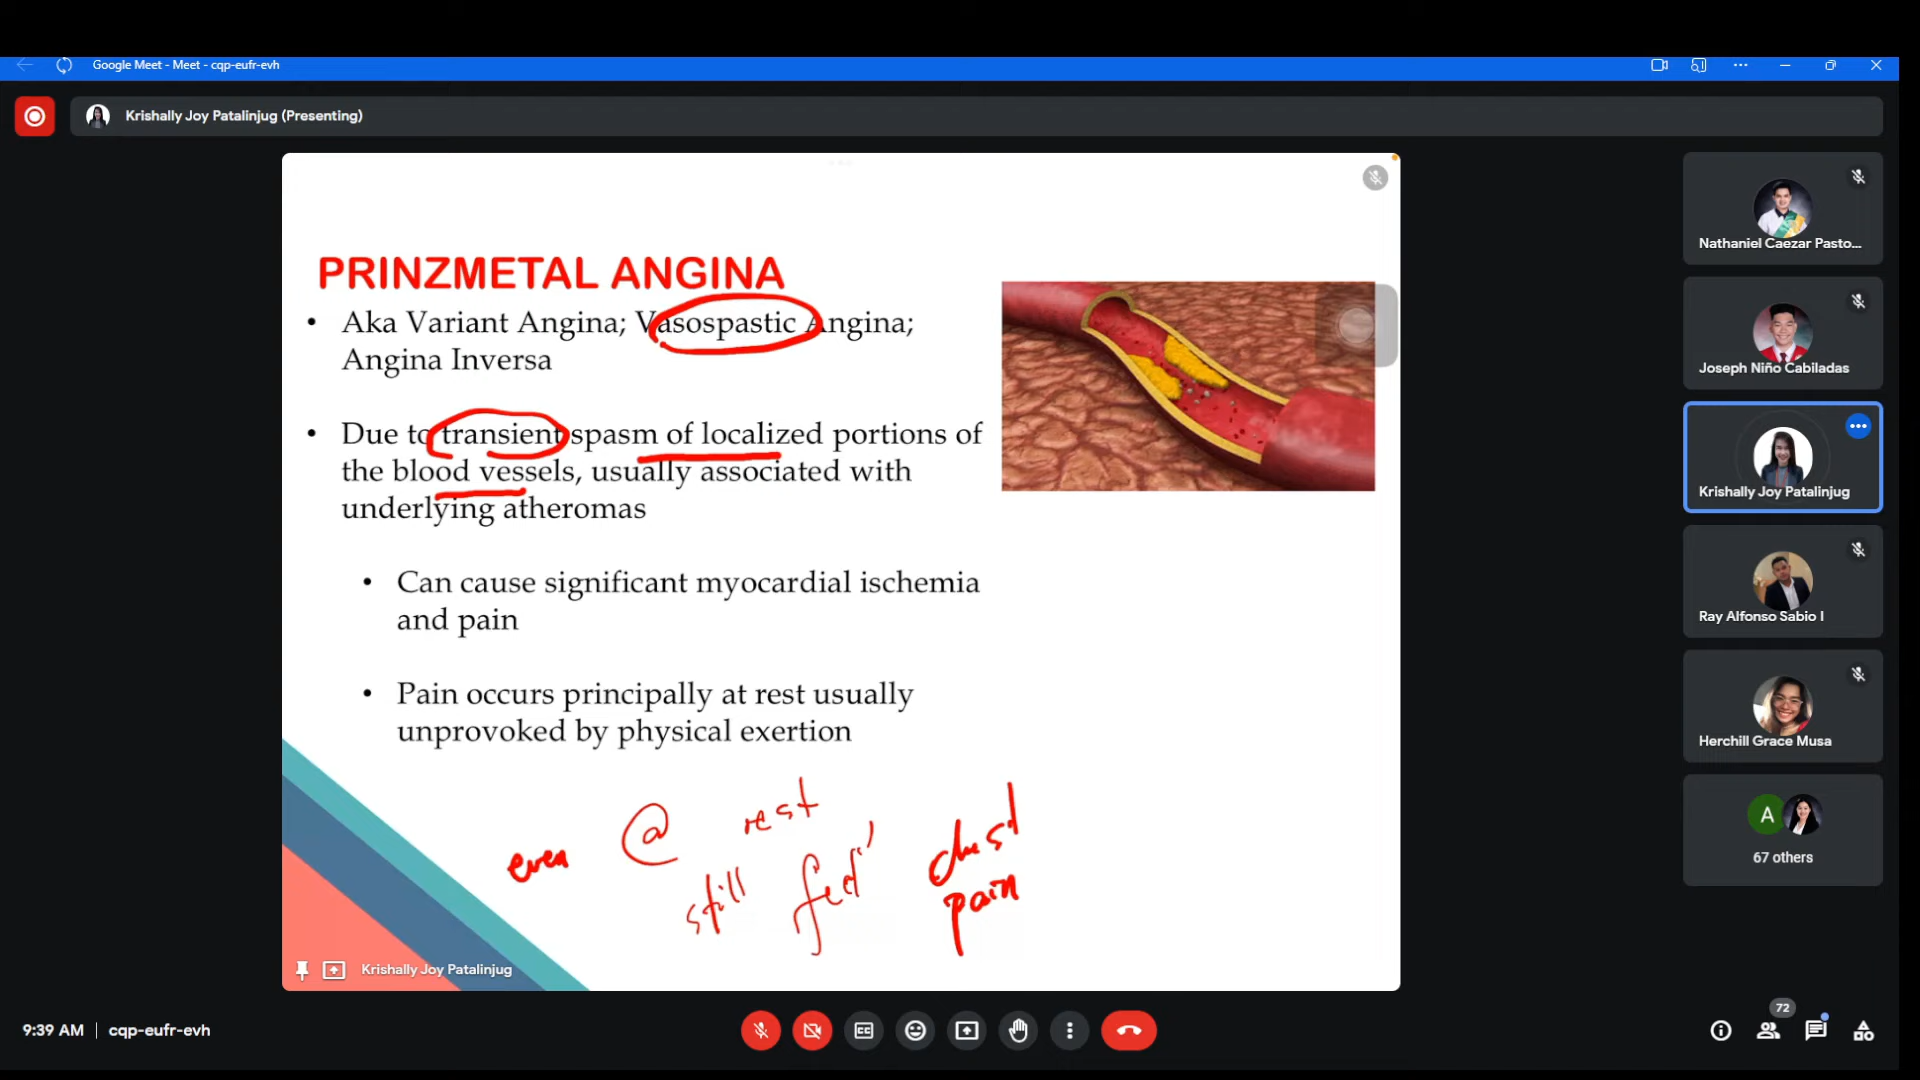 Google Meet - Meet - cqp-eufr-evh
Krishally Joy Patalinjug (Presenting)
PRINZMETAL ANGINA
• Aka Variant Angina; Vasospastic Angina;
Angina Inversa
• Due to transient spasm of localized portions of
the blood vessels, usually associated with
underlying atheromas
• Can cause significant myocardial ischemia
and pain
• Pain occurs principally at rest usually
unprovoked by physical exertion
even @ rest
still chest
pain
Krishally Joy Patalinjug
Nathaniel Caezar Pasto...
Joseph Niño Cabiladas
Krishally Joy Patalinjug
Ray Alfonso Sabio I
Herchill Grace Musa
A
67 others
9:39 AM | cqp-eufr-evh
72